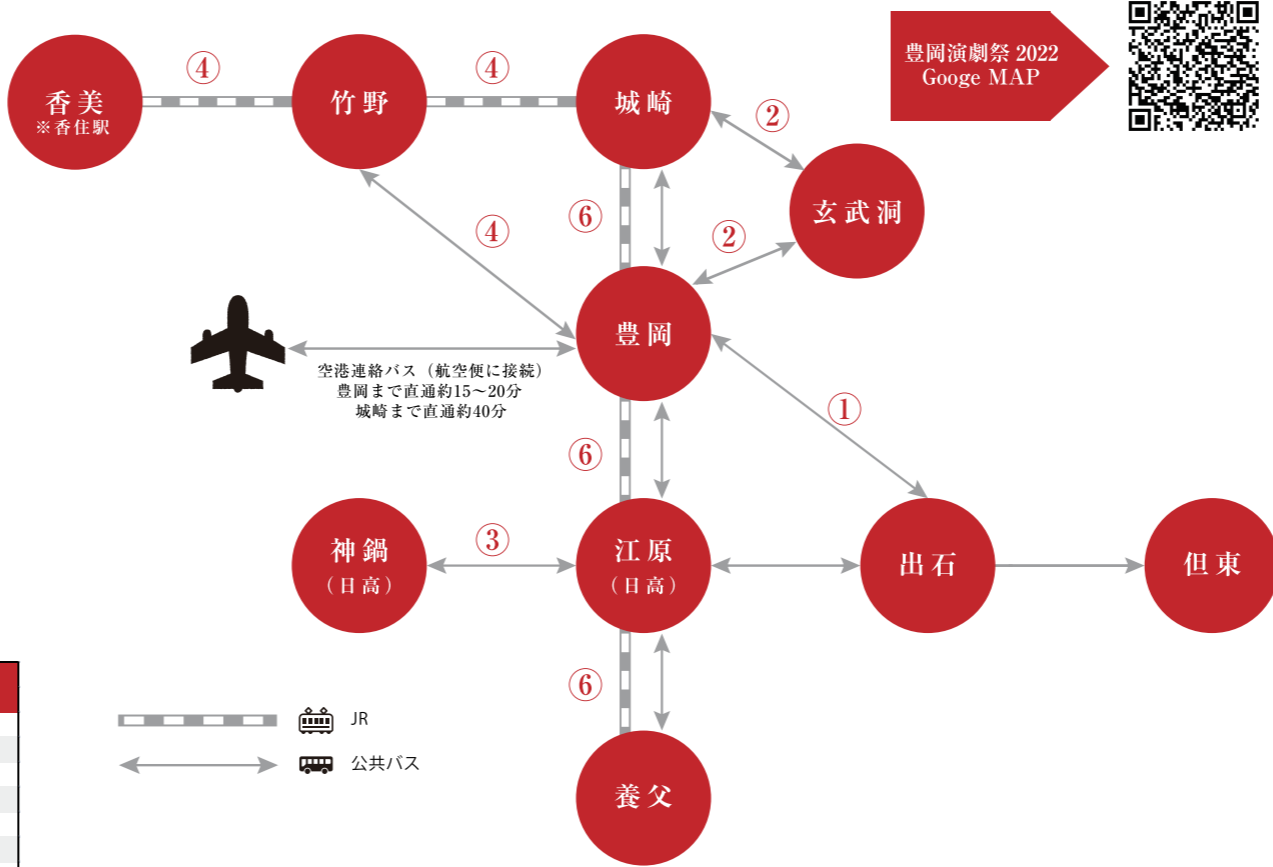 豊岡演劇祭 2022
Googe MAP
④
④
香美
※香住駅
竹野
城崎
②
玄武洞
⑥
④
②
豊岡
空港連絡バス（航空便に接続）
豊岡まで直通約15〜20分
城崎まで直通約40分
①
⑥
神鍋
（日高）
③
江原
（日高）
出石
但東
⑥
JR
公共バス
養父